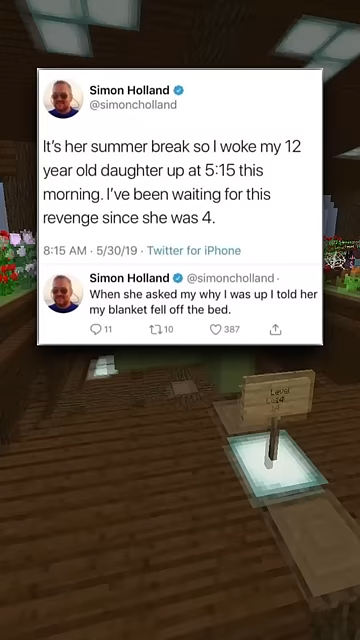 Simon Holland
@simoncholland
It's her summer break so I woke my 12
year old daughter up at 5:15 this
morning. I've been waiting for this
revenge since she was 4.
8:15 AM · 5/30/19 · Twitter for iPhone
Simon Holland @simoncholland ·
When she asked my why I was up I told her
my blanket fell off the bed.
11 10 387
Level